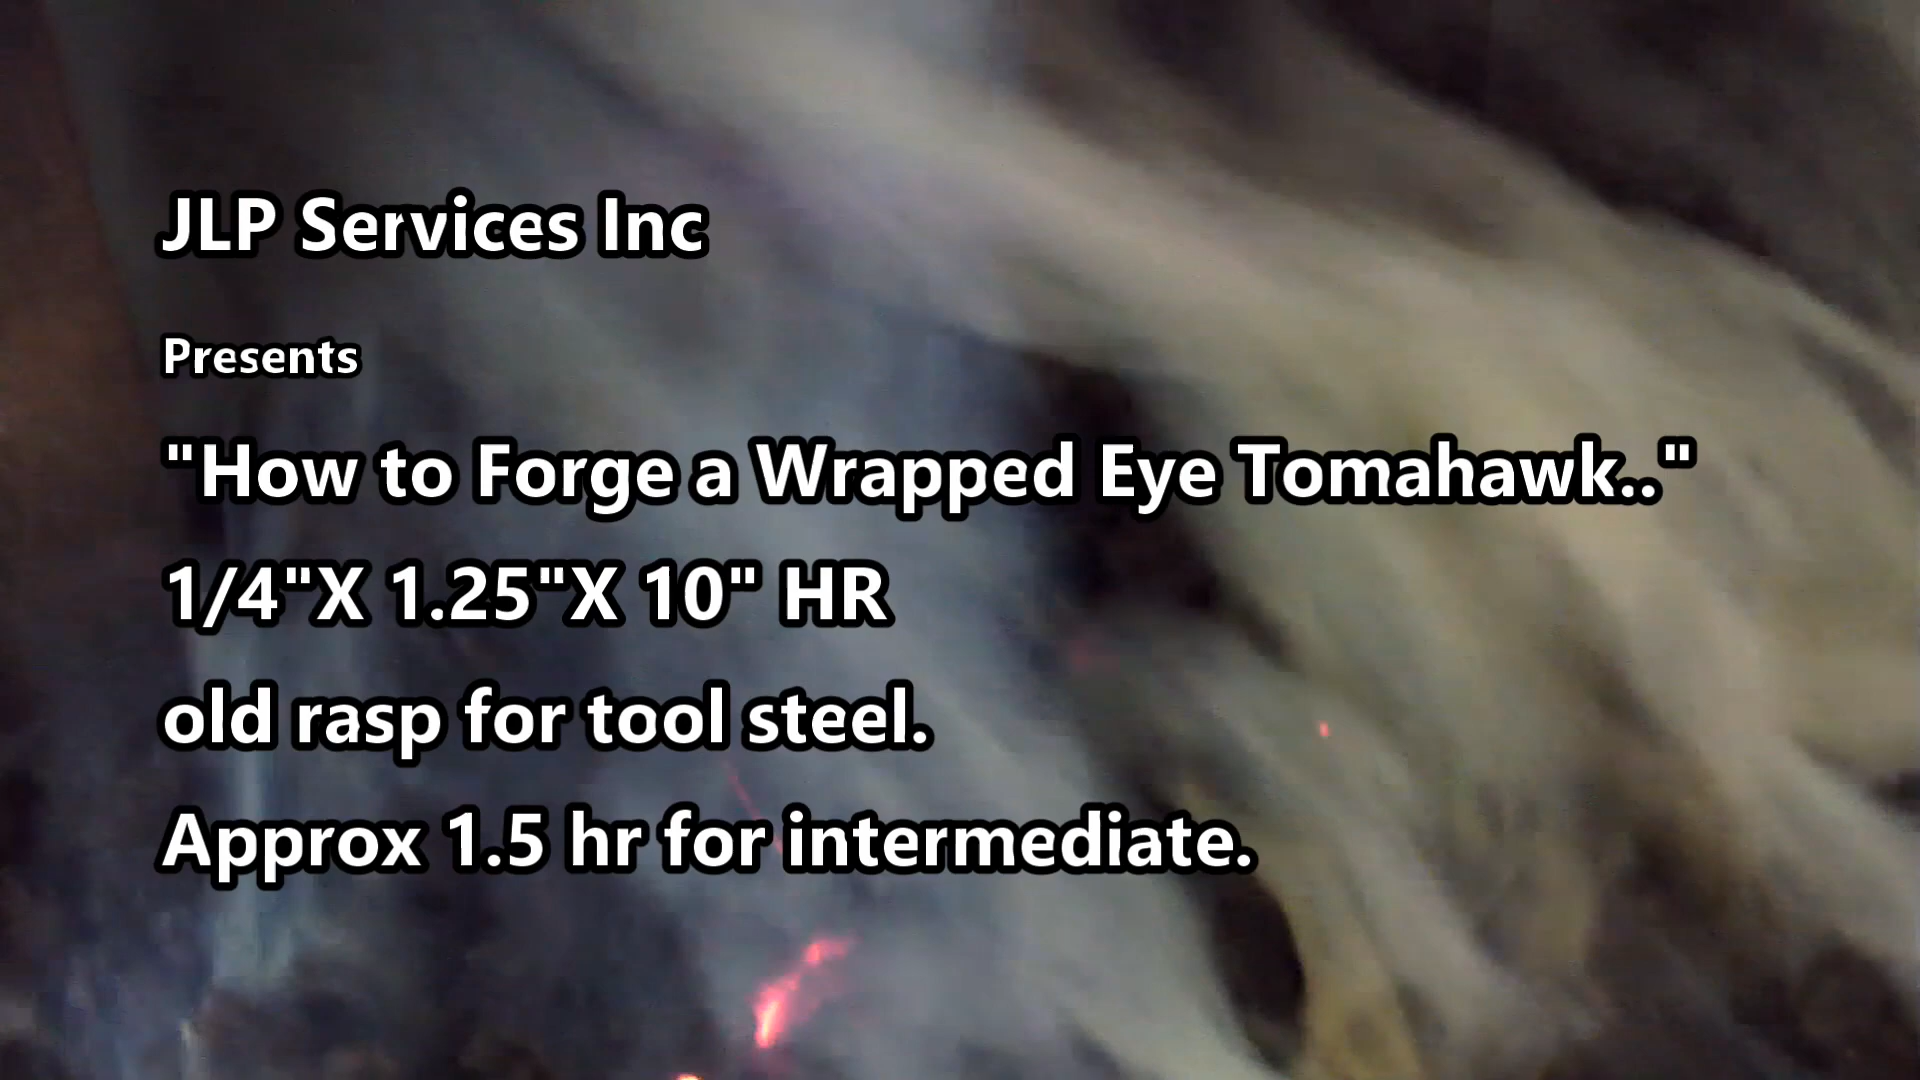 JLP Services Inc
Presents
"How to Forge a Wrapped Eye Tomahawk.."
1/4"X 1.25"X 10" HR
old rasp for tool steel.
Approx 1.5 hr for intermediate.